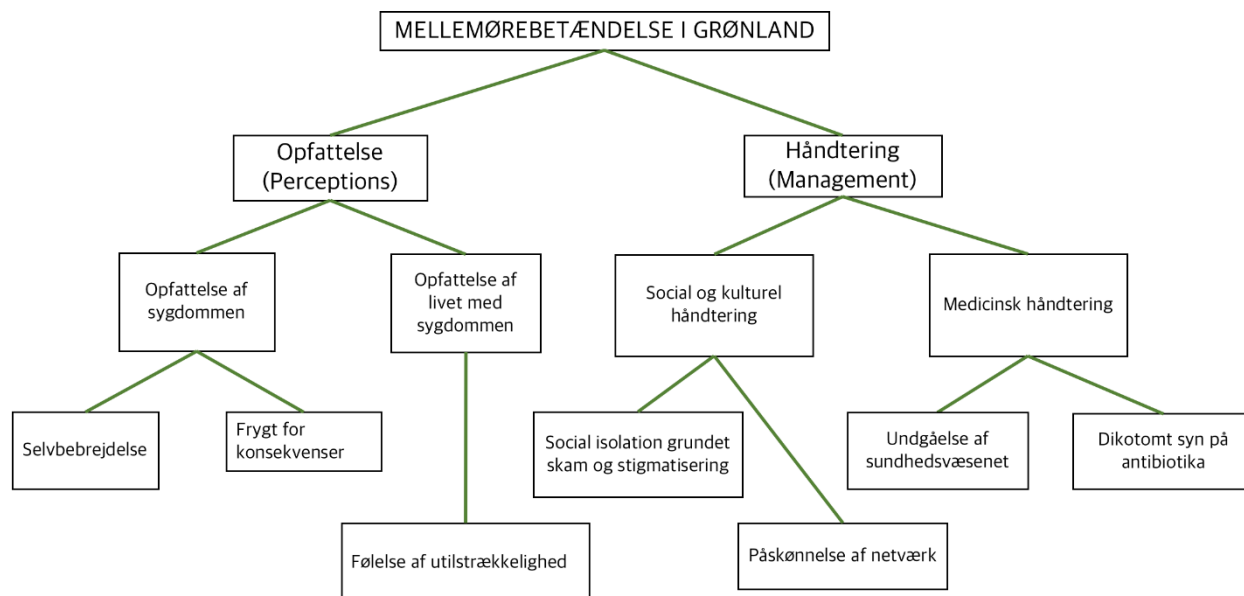 MELLEMØREBETÆNDELSE I GRØNLAND
Opfattelse
(Perceptions)
Håndtering
(Management)
Opfattelse af
sygdommen
Opfattelse af
livet med
sygdommen
Social og kulturel
håndtering
Medicinsk håndtering
Selvbebrejdelse
Frygt for
konsekvenser
Social isolation grundet
skam og stigmatisering
Undgåelse af
sundhedsvæsenet
Dikotomt syn på
antibiotika
Følelse af utilstrækkelighed
Påskønnelse af netværk